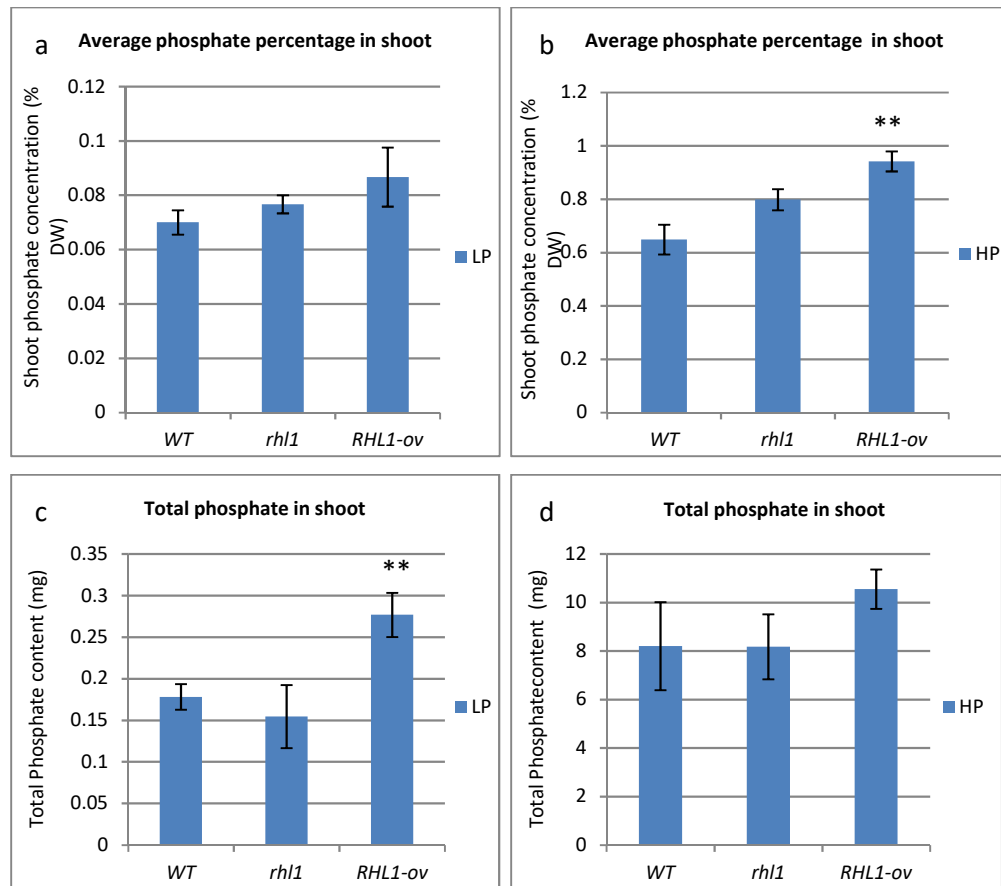 a
Average phosphate percentage in shoot
Shoot phosphate concentration (%
DW)
0.12
0.1
0.08
0.06
0.04
0.02
0
WT
rhl1
RHL1-ov
LP
b
Average phosphate percentage in shoot
Shoot phosphate concentration (%
DW)
1.2
1
0.8
0.6
0.4
0.2
0
**
WT
rhl1
RHL1-ov
HP
c
Total phosphate in shoot
Total Phosphate content (mg)
0.35
0.3
0.25
0.2
0.15
0.1
0.05
0
**
WT
rhl1
RHL1-ov
LP
d
Total phosphate in shoot
Total Phosphatecontent (mg)
12
10
8
6
4
2
0
WT
rhl1
RHL1-ov
HP